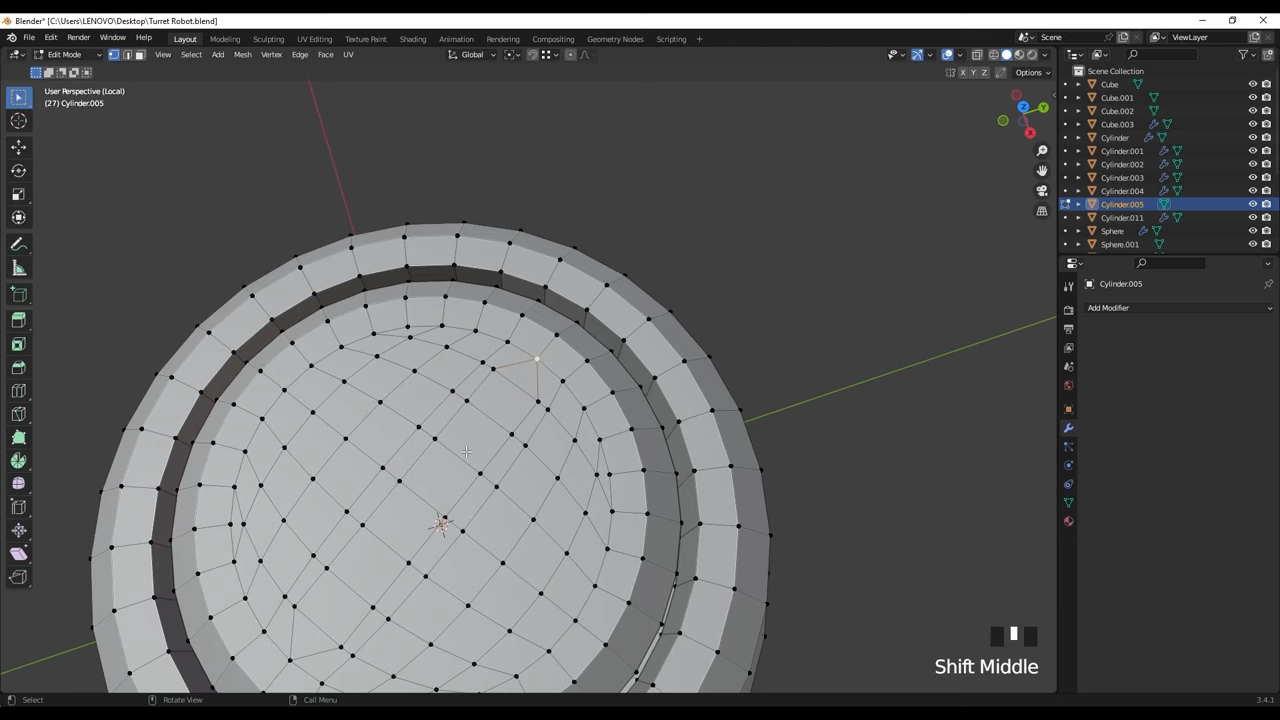 Blender* [C:\Users\LENOVO\Desktop\Turret Robot.blend]
File Edit Render Window Help Layout Modeling Sculpting UV Editing Texture Paint Shading Animation Rendering Compositing Geometry Nodes Scripting Scene ViewLayer
Edit Mode View Select Add Mesh Vertex Edge Face UV Global
X Y Z Options
User Perspective (Local)
(27) Cylinder.005
Z Y X
Scene Collection
Cube
Cube.001
Cube.002
Cube.003
Cylinder
Cylinder.001
Cylinder.002
Cylinder.003
Cylinder.004
Cylinder.005
Cylinder.011
Sphere
Sphere.001
Cylinder.005
Add Modifier
Shift Middle
Select Rotate View Call Menu 3.4.1